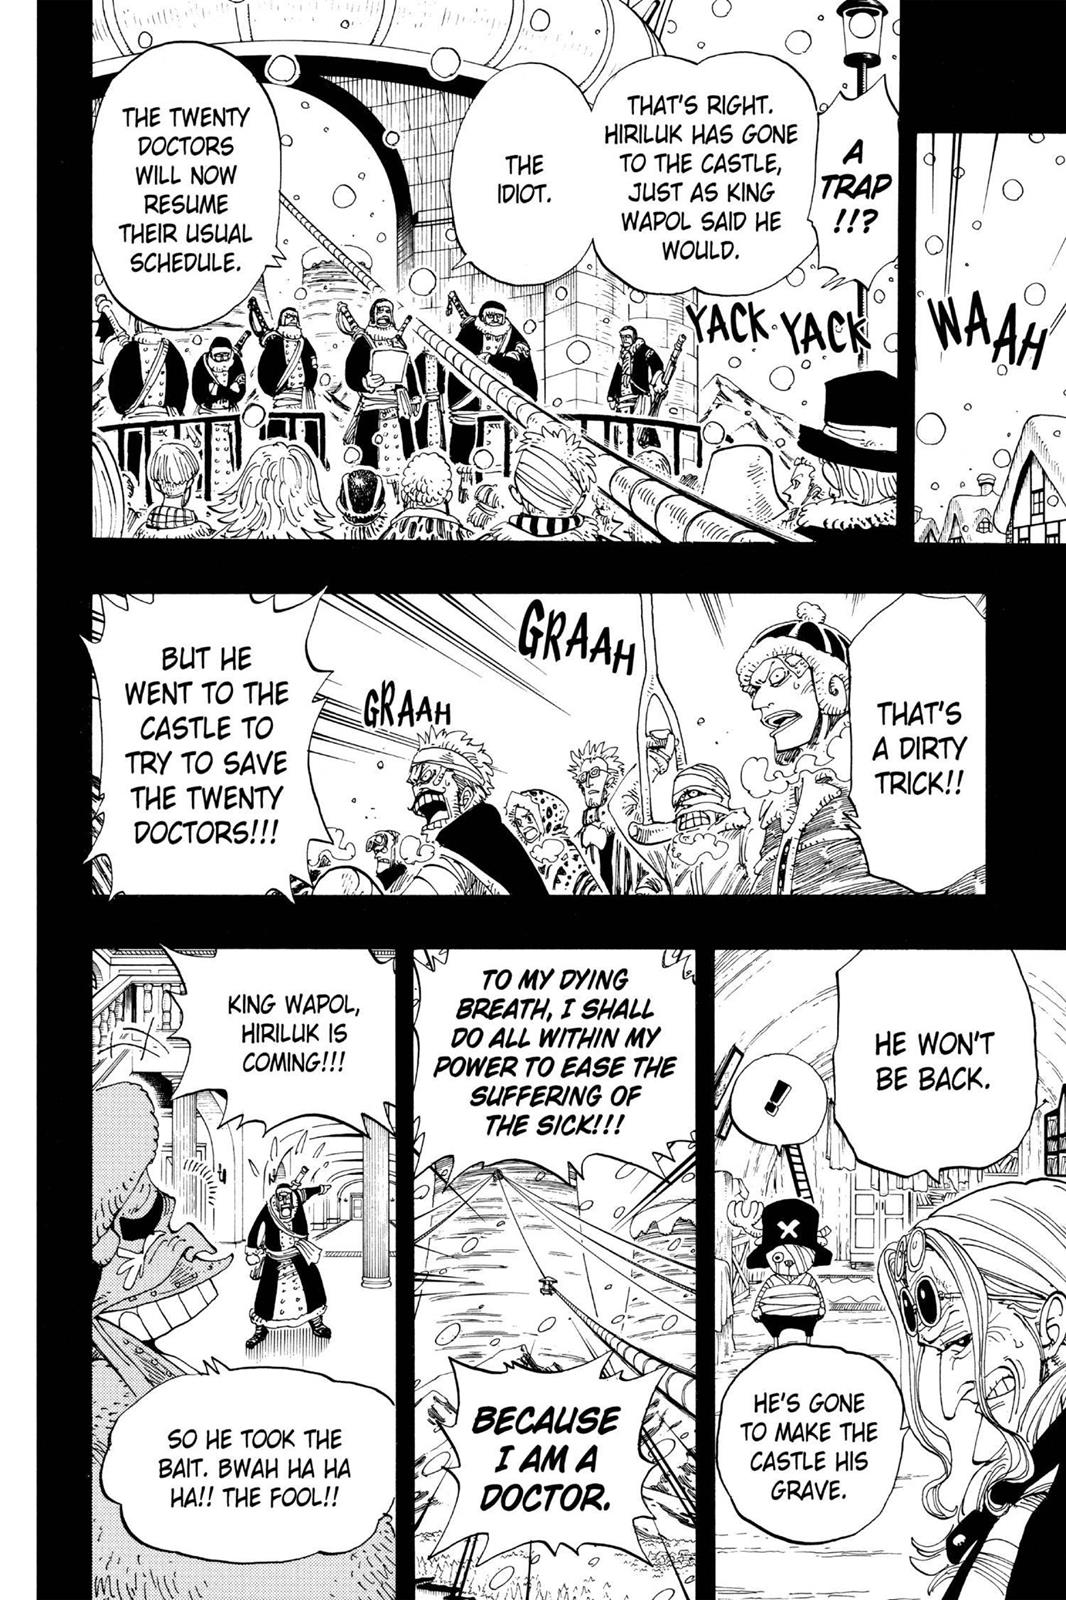 WAAH
A
TRAP
!!?
YACK YACK
THAT'S RIGHT.
HIRILUK HAS GONE
TO THE CASTLE,
JUST AS KING
WAPOL SAID HE
WOULD.
THE
IDIOT.
THE TWENTY
DOCTORS
WILL NOW
RESUME
THEIR USUAL
SCHEDULE.
THAT'S
A DIRTY
TRICK!!
GRAAH
GRAAH
BUT HE
WENT TO THE
CASTLE TO
TRY TO SAVE
THE TWENTY
DOCTORS!!!
HE WON'T
BE BACK.
!
HE'S GONE
TO MAKE THE
CASTLE HIS
GRAVE.
TO MY DYING
BREATH, I SHALL
DO ALL WITHIN MY
POWER TO EASE THE
SUFFERING OF
THE SICK!!!
BECAUSE
I AM A
DOCTOR.
KING WAPOL,
HIRILUK IS
COMING!!!
SO HE TOOK THE
BAIT. BWAH HA HA
HA!! THE FOOL!!